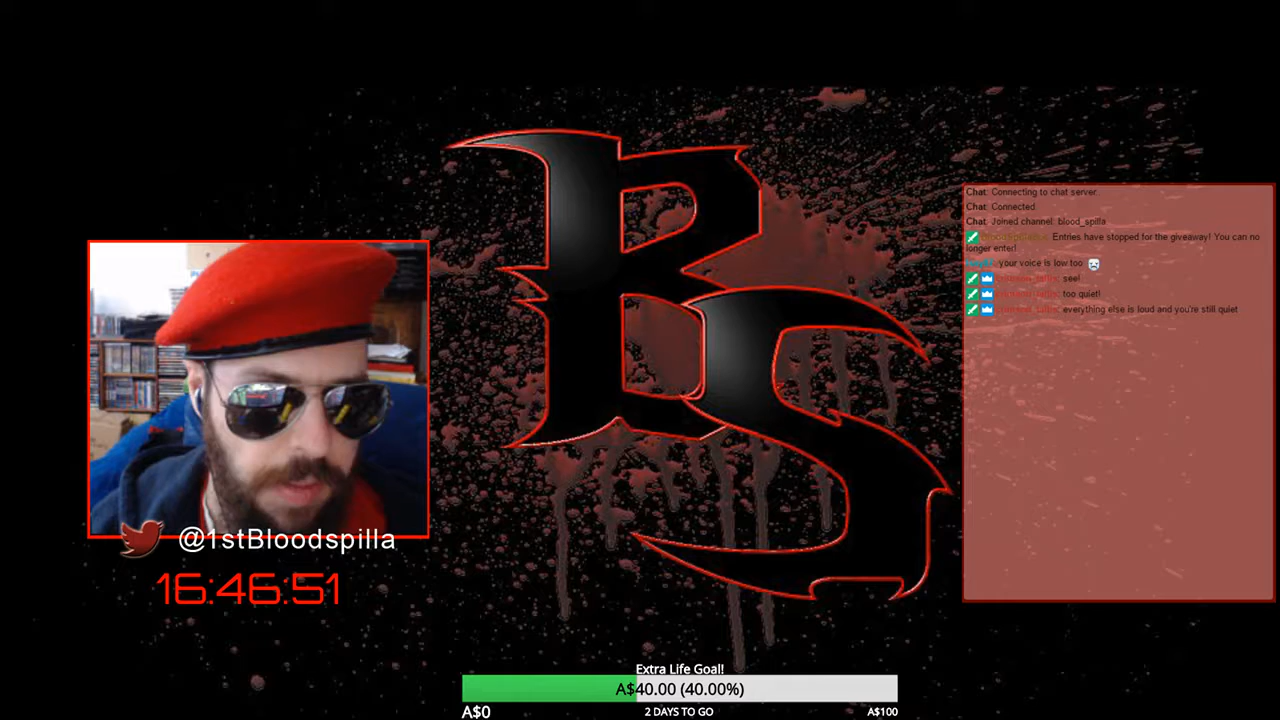 BS
Chat: Connecting to chat server.
Chat: Connected
Chat: Joined channel: blood_spilla
Entries have stopped for the giveaway! You can no
longer enter!
: your voice is low too
: see!
: too quiet!
: everything else is loud and you're still quiet
@1stBloodspilla
16:46:51
Extra Life Goal!
A$40.00 (40.00%)
A$0
2 DAYS TO GO
A$100